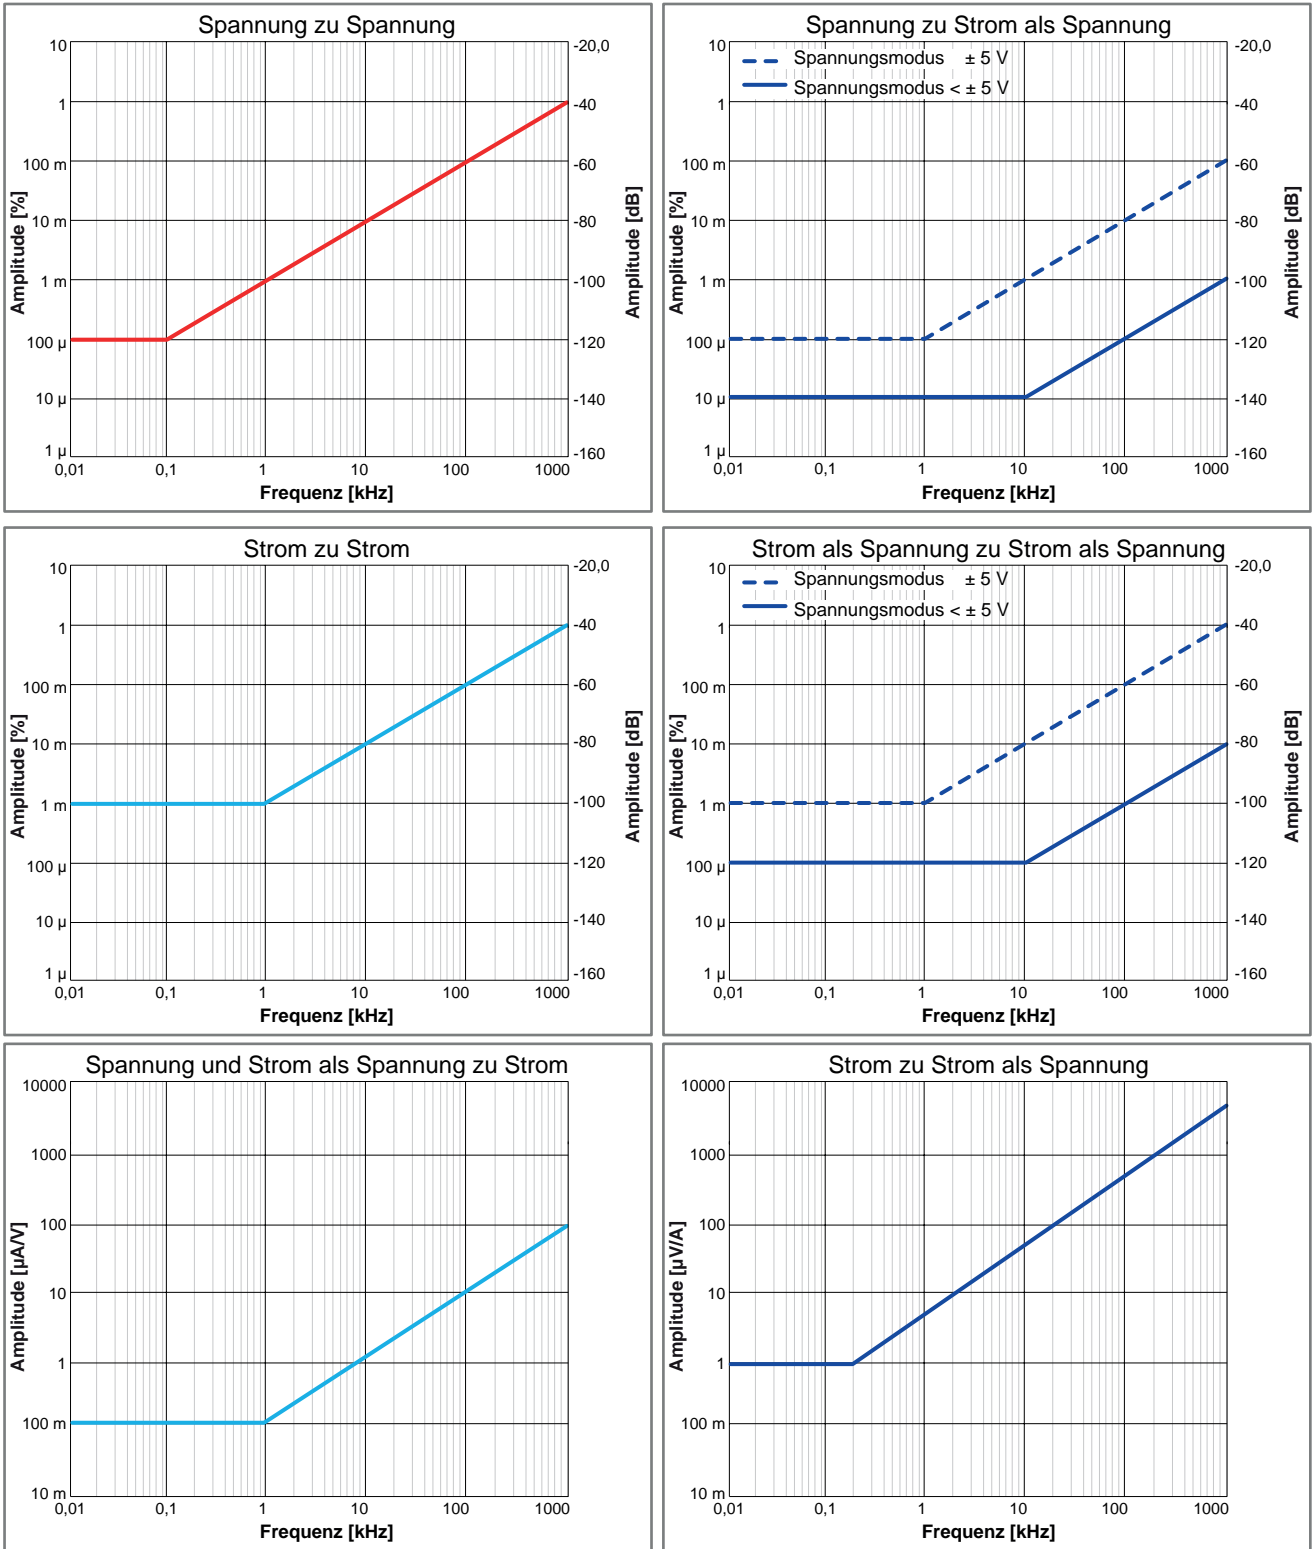 Spannung zu Spannung
10
1
100 m
10 m
1 m
100 µ
10 µ
1 µ
-20,0
-40
-60
-80
-100
-120
-140
-160
Amplitude [%]
Amplitude [dB]
0,01 0,1 1 10 100 1000
Frequenz [kHz]
Spannung zu Strom als Spannung
Spannungsmodus ± 5 V
Spannungsmodus < ± 5 V
10
1
100 m
10 m
1 m
100 µ
10 µ
1 µ
-20,0
-40
-60
-80
-100
-120
-140
-160
Amplitude [%]
Amplitude [dB]
0,01 0,1 1 10 100 1000
Frequenz [kHz]
Strom zu Strom
10
1
100 m
10 m
1 m
100 µ
10 µ
1 µ
-20,0
-40
-60
-80
-100
-120
-140
-160
Amplitude [%]
Amplitude [dB]
0,01 0,1 1 10 100 1000
Frequenz [kHz]
Strom als Spannung zu Strom als Spannung
Spannungsmodus ± 5 V
Spannungsmodus < ± 5 V
10
1
100 m
10 m
1 m
100 µ
10 µ
1 µ
-20,0
-40
-60
-80
-100
-120
-140
-160
Amplitude [%]
Amplitude [dB]
0,01 0,1 1 10 100 1000
Frequenz [kHz]
Spannung und Strom als Spannung zu Strom
10000
1000
100
10
1
100 m
10 m
Amplitude [µA/V]
0,01 0,1 1 10 100 1000
Frequenz [kHz]
Strom zu Strom als Spannung
10000
1000
100
10
1
100 m
10 m
Amplitude [µV/A]
0,01 0,1 1 10 100 1000
Frequenz [kHz]